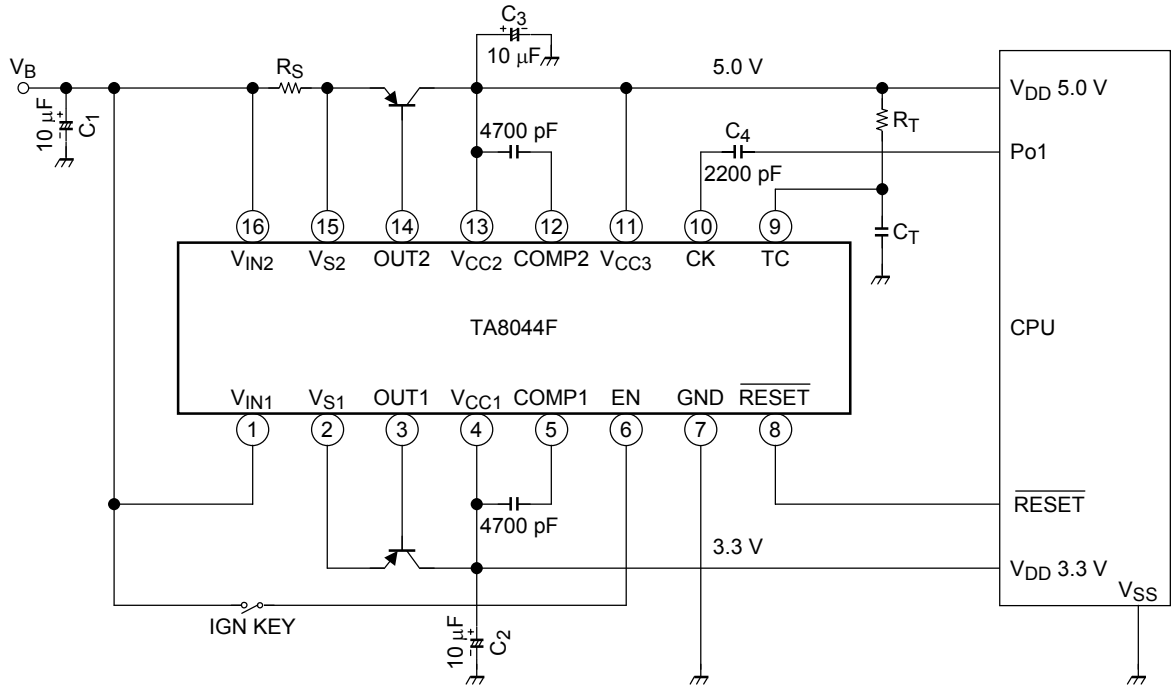 C3
+ -
10 μF
VB
RS
5.0 V
VDD 5.0 V
10 μF
+
-
C1
4700 pF
C4
2200 pF
RT
Po1
16 15 14 13 12 11 10 9
CT
VIN2 VS2 OUT2 VCC2 COMP2 VCC3 CK TC
TA8044F
CPU
VIN1 VS1 OUT1 VCC1 COMP1 EN GND RESET
1 2 3 4 5 6 7 8
4700 pF
RESET
3.3 V
VDD 3.3 V
VSS
IGN KEY
10 μF
+
-
C2